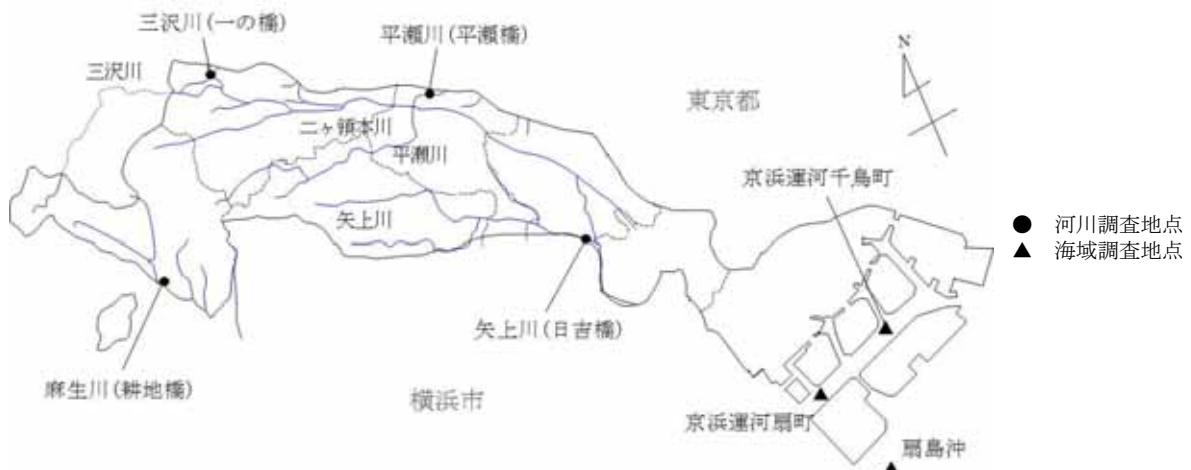 三沢川(一の橋)
平瀬川(平瀬橋)
N
三沢川
東京都
二ヶ領本川
平瀬川
京浜運河千鳥町
矢上川
● 河川調査地点
▲ 海域調査地点
矢上川(日吉橋)
麻生川(耕地橋)
横浜市
京浜運河扇町
扇島沖